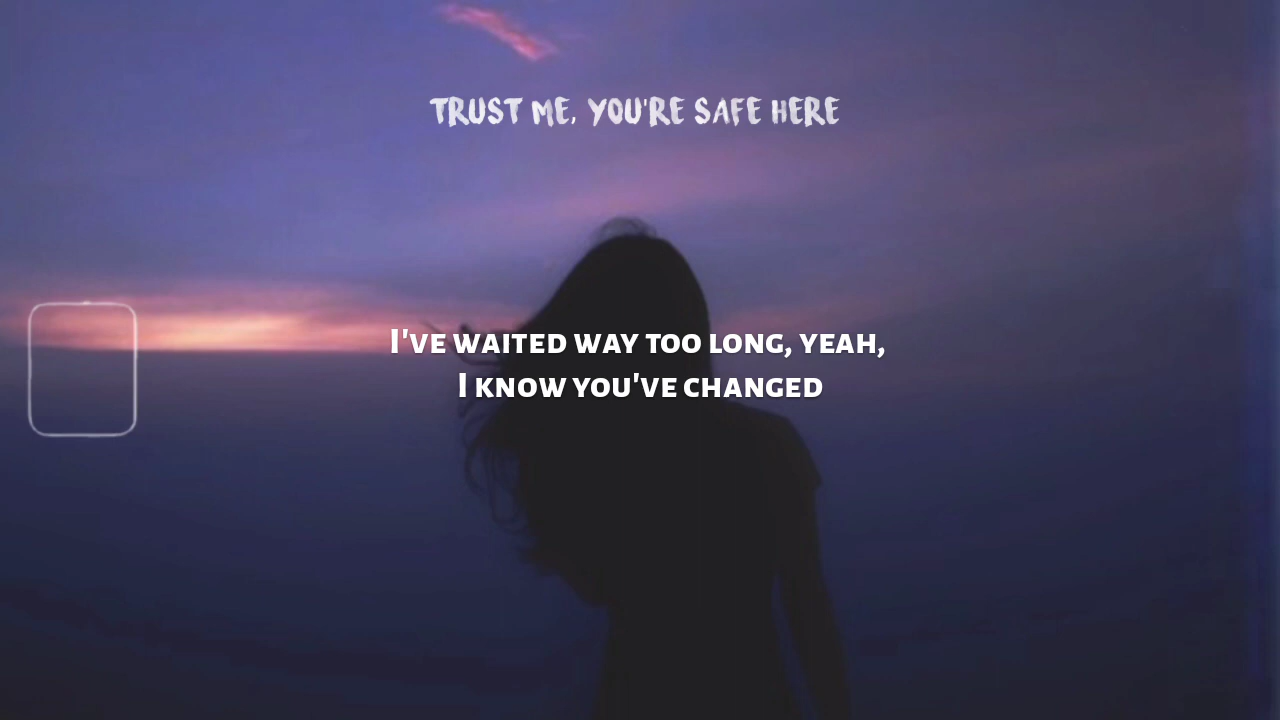 TRUST ME, YOU'RE SAFE HERE
I'VE WAITED WAY TOO LONG, YEAH,
I KNOW YOU'VE CHANGED